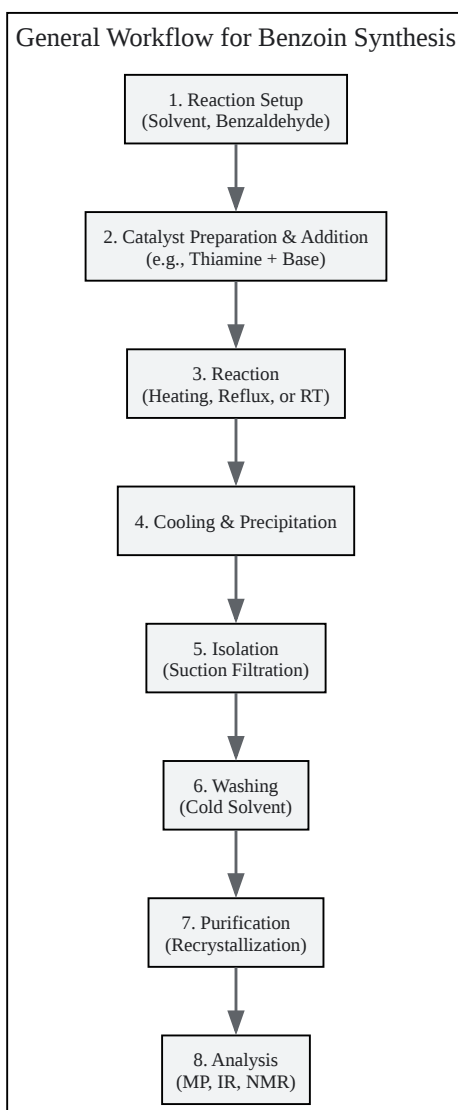 General Workflow for Benzoin Synthesis
1. Reaction Setup
(Solvent, Benzaldehyde)
2. Catalyst Preparation & Addition
(e.g., Thiamine + Base)
3. Reaction
(Heating, Reflux, or RT)
4. Cooling & Precipitation
5. Isolation
(Suction Filtration)
6. Washing
(Cold Solvent)
7. Purification
(Recrystallization)
8. Analysis
(MP, IR, NMR)